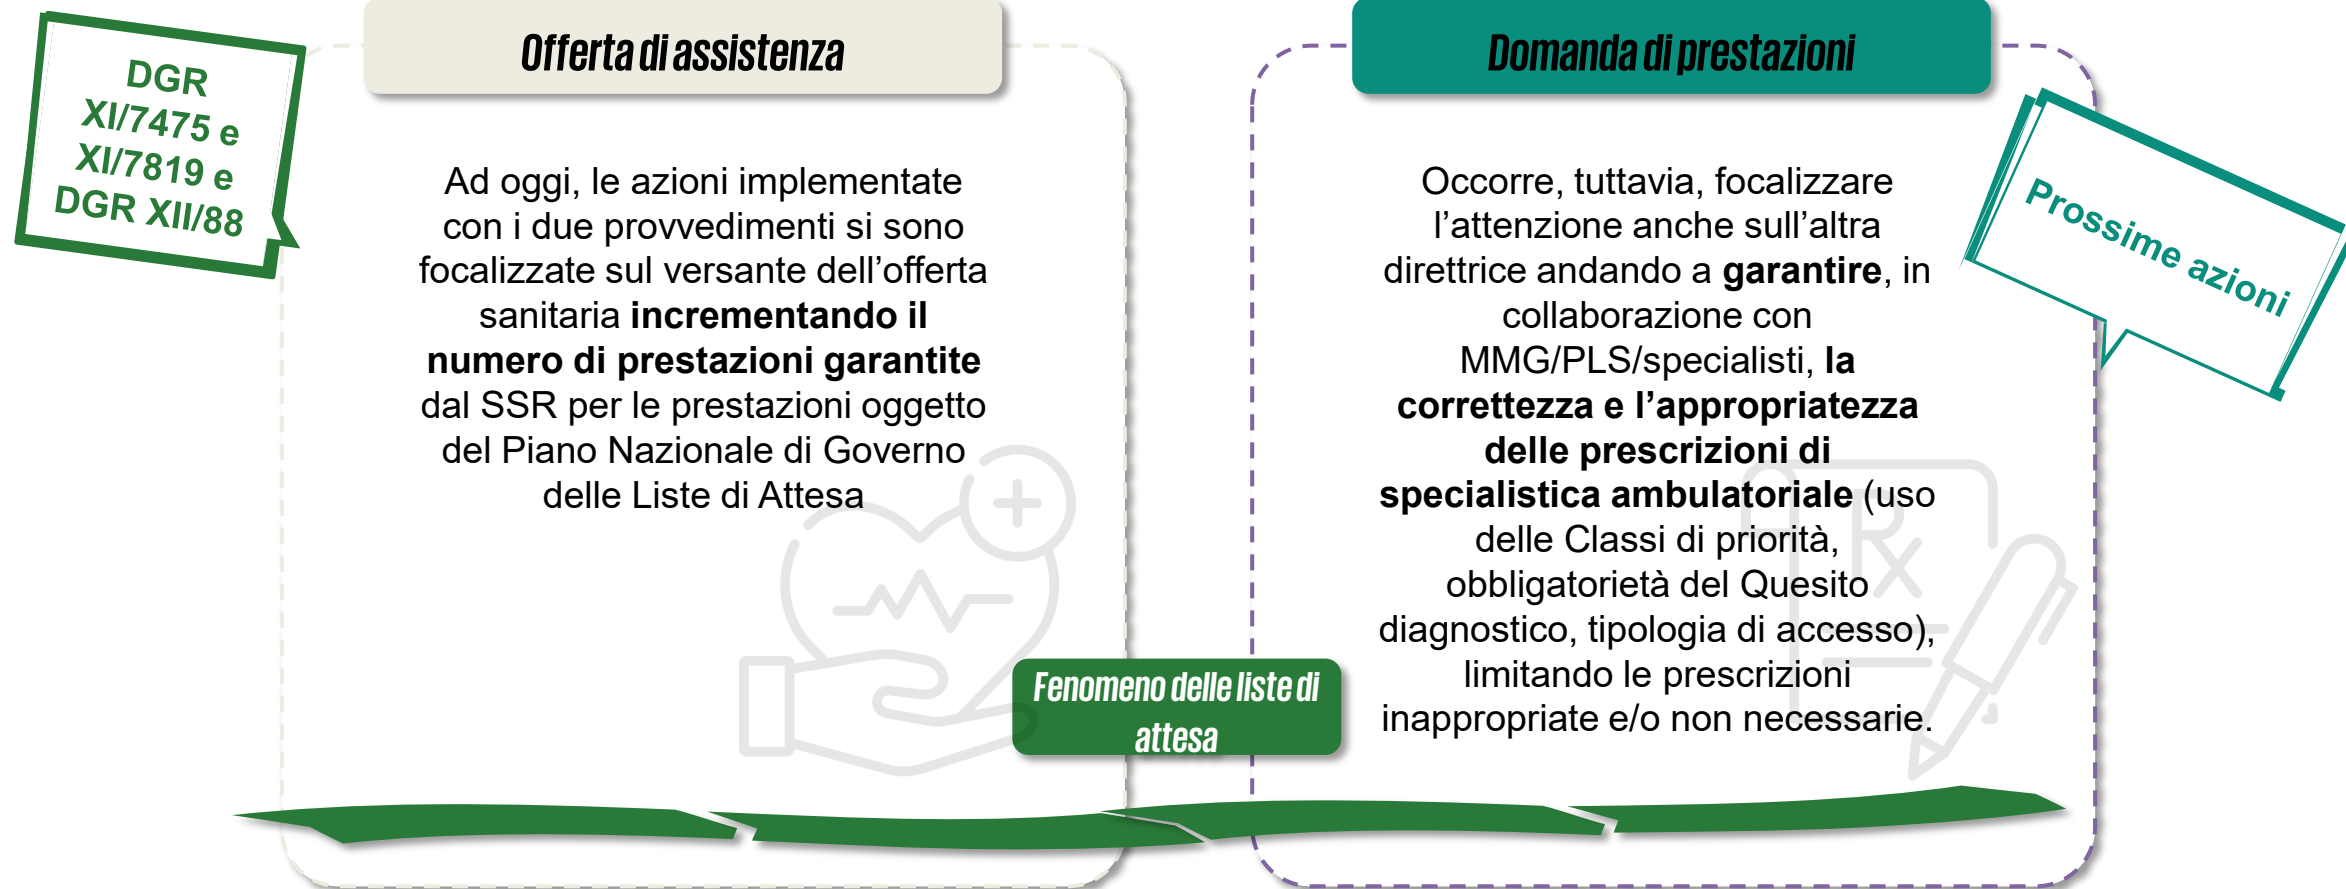 DGR
XI/7475 e
XI/7819 e
DGR XII/88
Offerta di assistenza
Ad oggi, le azioni implementate
con i due provvedimenti si sono
focalizzate sul versante dell’offerta
sanitaria incrementando il
numero di prestazioni garantite
dal SSR per le prestazioni oggetto
del Piano Nazionale di Governo
delle Liste di Attesa
Fenomeno delle liste di
attesa
Domanda di prestazioni
Occorre, tuttavia, focalizzare
l’attenzione anche sull’altra
direttrice andando a garantire, in
collaborazione con
MMG/PLS/specialisti, la
correttezza e l’appropriatezza
delle prescrizioni di
specialistica ambulatoriale (uso
delle Classi di priorità,
obbligatorietà del Quesito
diagnostico, tipologia di accesso),
limitando le prescrizioni
inappropriate e/o non necessarie.
Prossime azioni
Rx